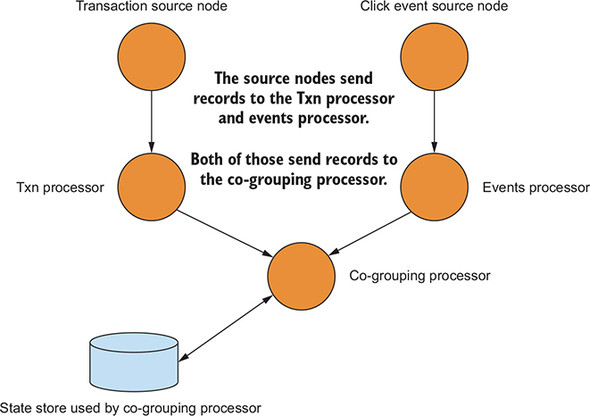 Transaction source node
Click event source node
The source nodes send
records to the Txn processor
and events processor.
Both of those send records to
the co-grouping processor.
Txn processor
Events processor
Co-grouping processor
State store used by co-grouping processor